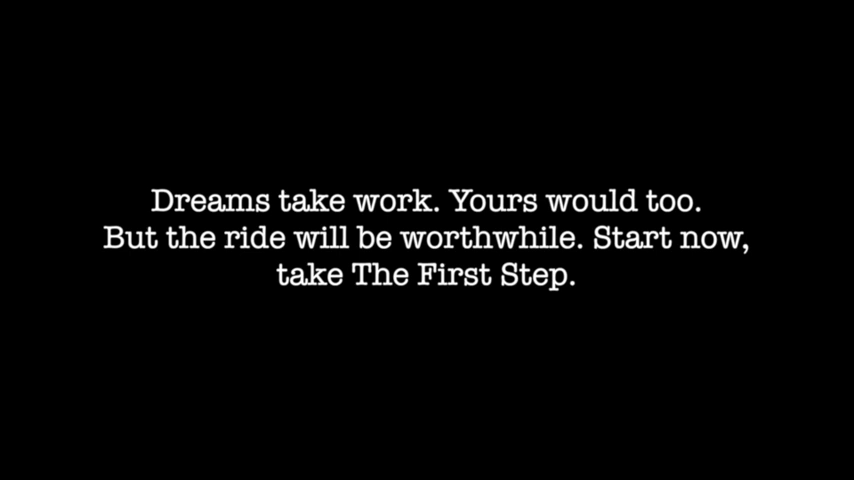 Dreams take work. Yours would too.
But the ride will be worthwhile. Start now,
take The First Step.